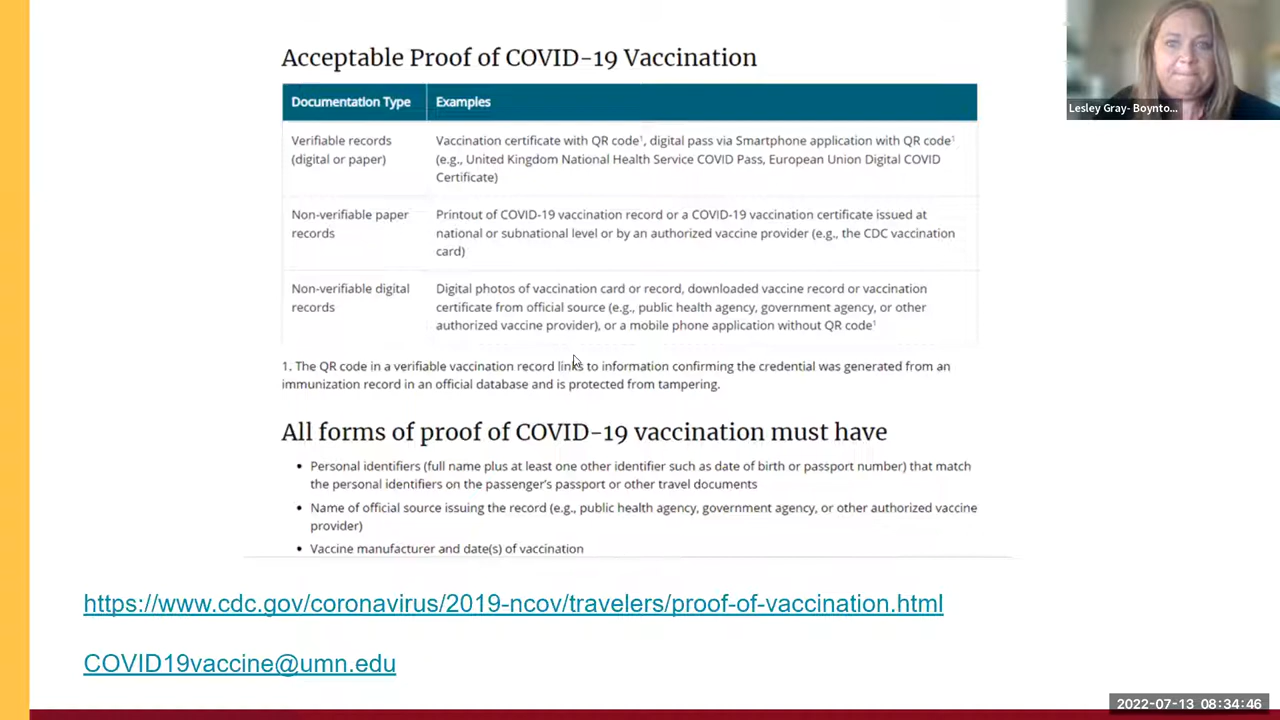 Acceptable Proof of COVID-19 Vaccination
Documentation Type Examples
Verifiable records
(digital or paper)
Vaccination certificate with QR code¹, digital pass via Smartphone application with QR code¹
(e.g., United Kingdom National Health Service COVID Pass, European Union Digital COVID
Certificate)
Non-verifiable paper
records
Printout of COVID-19 vaccination record or a COVID-19 vaccination certificate issued at
national or subnational level or by an authorized vaccine provider (e.g., the CDC vaccination
card)
Non-verifiable digital
records
Digital photos of vaccination card or record, downloaded vaccine record or vaccination
certificate from official source (e.g., public health agency, government agency, or other
authorized vaccine provider), or a mobile phone application without QR code¹
1. The QR code in a verifiable vaccination record links to information confirming the credential was generated from an
immunization record in an official database and is protected from tampering.
All forms of proof of COVID-19 vaccination must have
• Personal identifiers (full name plus at least one other identifier such as date of birth or passport number) that match
the personal identifiers on the passenger's passport or other travel documents
• Name of official source issuing the record (e.g., public health agency, government agency, or other authorized vaccine
provider)
• Vaccine manufacturer and date(s) of vaccination
https://www.cdc.gov/coronavirus/2019-ncov/travelers/proof-of-vaccination.html
COVID19vaccine@umn.edu
Lesley Gray- Boynto...
2022-07-13 08:34:46